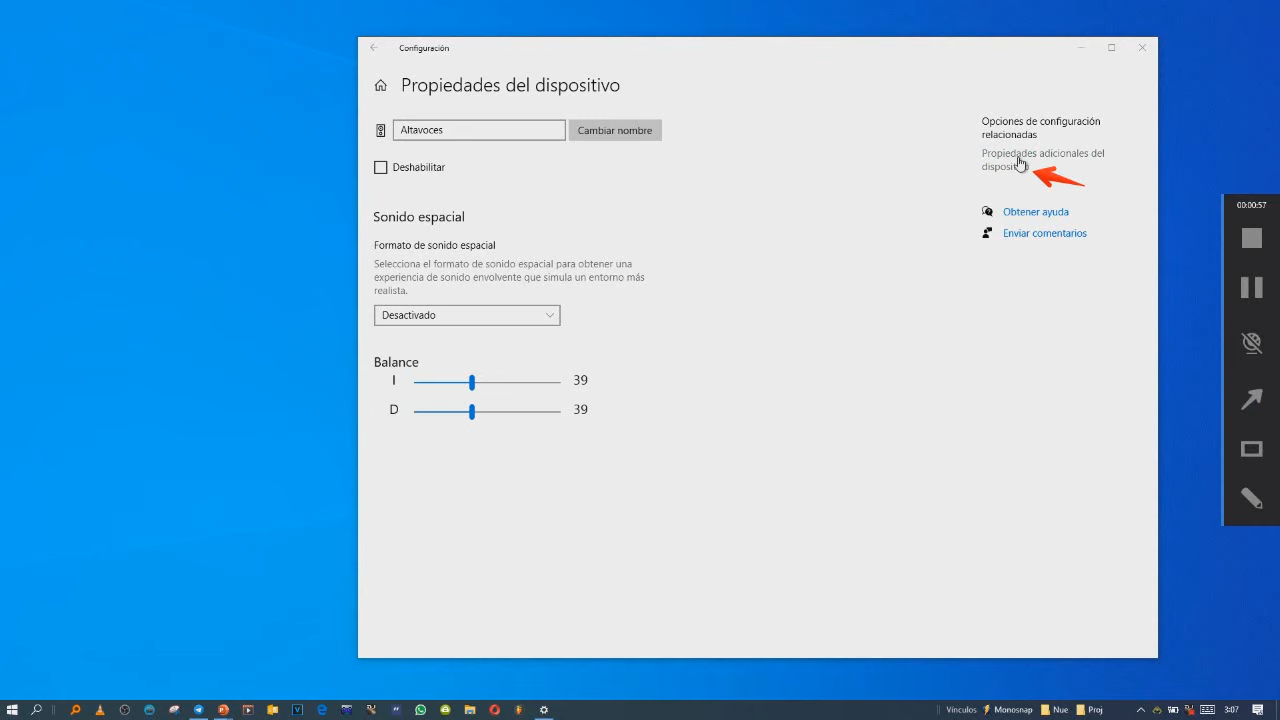 Configuración
Propiedades del dispositivo
Altavoces
Cambiar nombre
Deshabilitar
Sonido espacial
Formato de sonido espacial
Selecciona el formato de sonido espacial para obtener una
experiencia de sonido envolvente que simula un entorno más
realista.
Desactivado
Balance
I 39
D 39
Opciones de configuración
relacionadas
Propiedades adicionales del
Obtener ayuda
Enviar comentarios
00:00:57
Vínculos
Monosnap
Nue
Proj
3:07